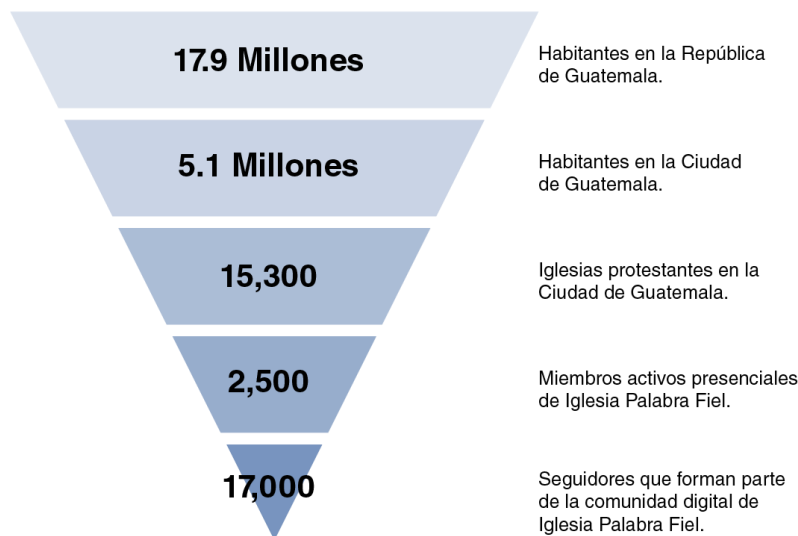 17.9 Millones
Habitantes en la República
de Guatemala.
5.1 Millones
Habitantes en la Ciudad
de Guatemala.
15,300
Iglesias protestantes en la
Ciudad de Guatemala.
2,500
Miembros activos presenciales
de Iglesia Palabra Fiel.
17,000
Seguidores que forman parte
de la comunidad digital de
Iglesia Palabra Fiel.